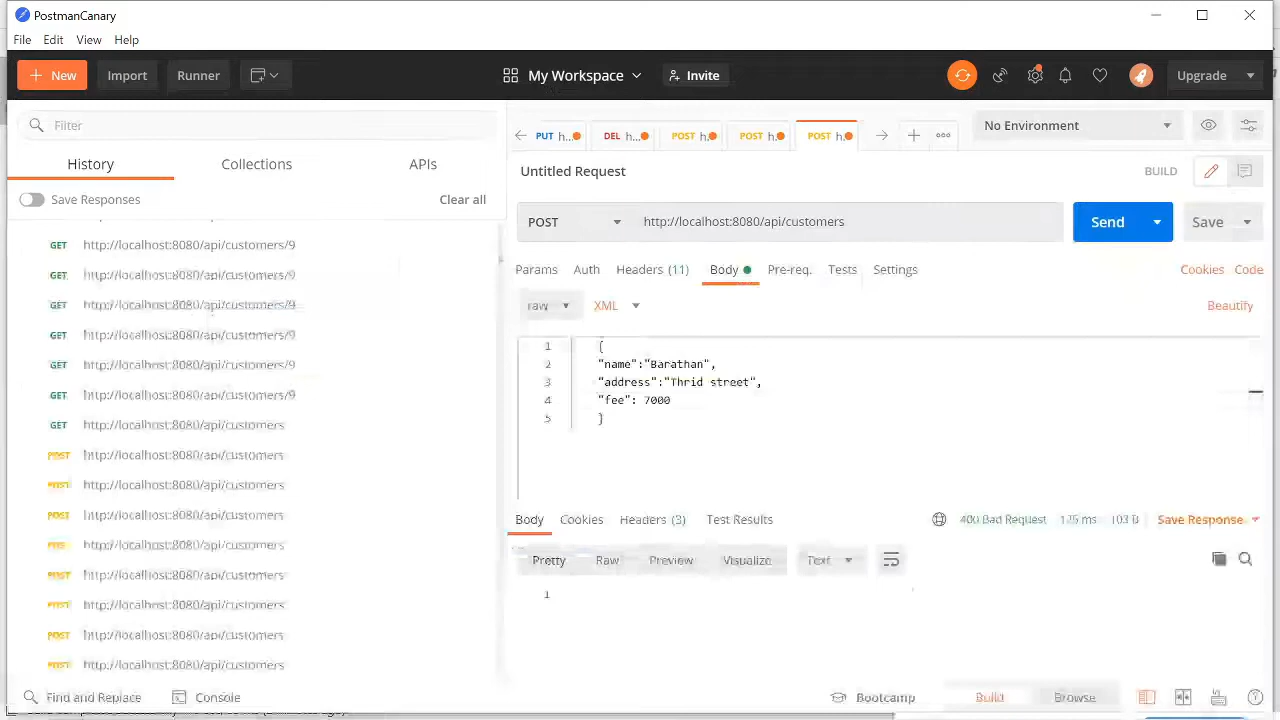 PostmanCanary
File Edit View Help
New Import Runner My Workspace Invite Upgrade
Filter
History Collections APIs
Save Responses Clear all
GET http://localhost:8080/api/customers/9
GET http://localhost:8080/api/customers/9
GET http://localhost:8080/api/customers/9
GET http://localhost:8080/api/customers/9
GET http://localhost:8080/api/customers/9
GET http://localhost:8080/api/customers/9
GET http://localhost:8080/api/customers
POST http://localhost:8080/api/customers
POST http://localhost:8080/api/customers
POST http://localhost:8080/api/customers
POST http://localhost:8080/api/customers
POST http://localhost:8080/api/customers
POST http://localhost:8080/api/customers
POST http://localhost:8080/api/customers
POST http://localhost:8080/api/customers
PUT h... DEL h... POST h. POST h. POST h. No Environment
Untitled Request BUILD
POST http://localhost:8080/api/customers Send Save
Params Auth Headers (11) Body Pre-req. Tests Settings Cookies Code
raw XML Beautify
1 {
2 "name":"Barathan",
3 "address":"Thrid street",
4 "fee": 7000
5 }
Body Cookies Headers (3) Test Results 400 Bad Request 175 ms 103 B Save Response
Pretty Raw Preview Visualize Text
1
Find and Replace Console Bootcamp Build Browse